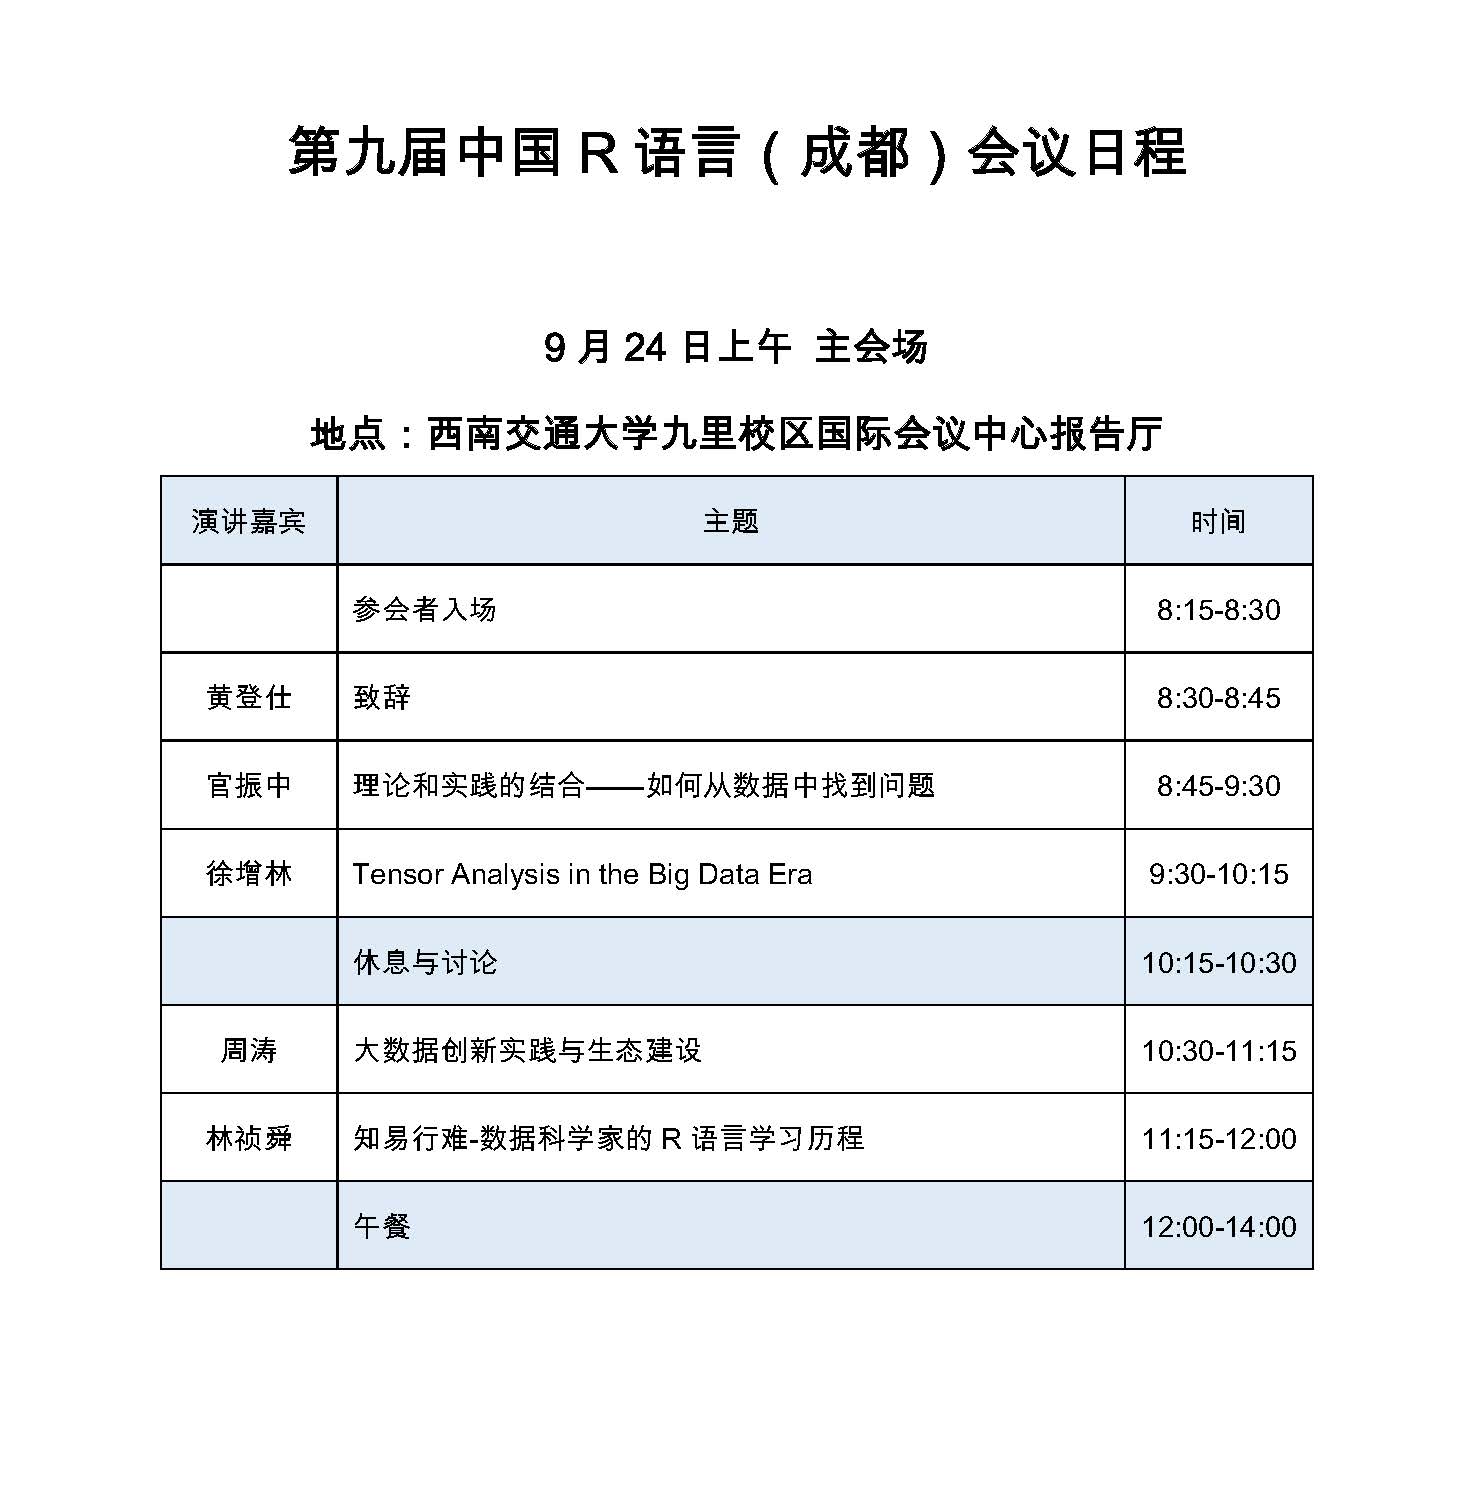 第九届中国 R 语言（成都）会议日程
9 月 24 日上午 主会场
地点：西南交通大学九里校区国际会议中心报告厅
演讲嘉宾 主题 时间
参会者入场 8:15-8:30
黄登仕 致辞 8:30-8:45
官振中 理论和实践的结合——如何从数据中找到问题 8:45-9:30
徐增林 Tensor Analysis in the Big Data Era 9:30-10:15
休息与讨论 10:15-10:30
周涛 大数据创新实践与生态建设 10:30-11:15
林祯舜 知易行难-数据科学家的 R 语言学习历程 11:15-12:00
午餐 12:00-14:00